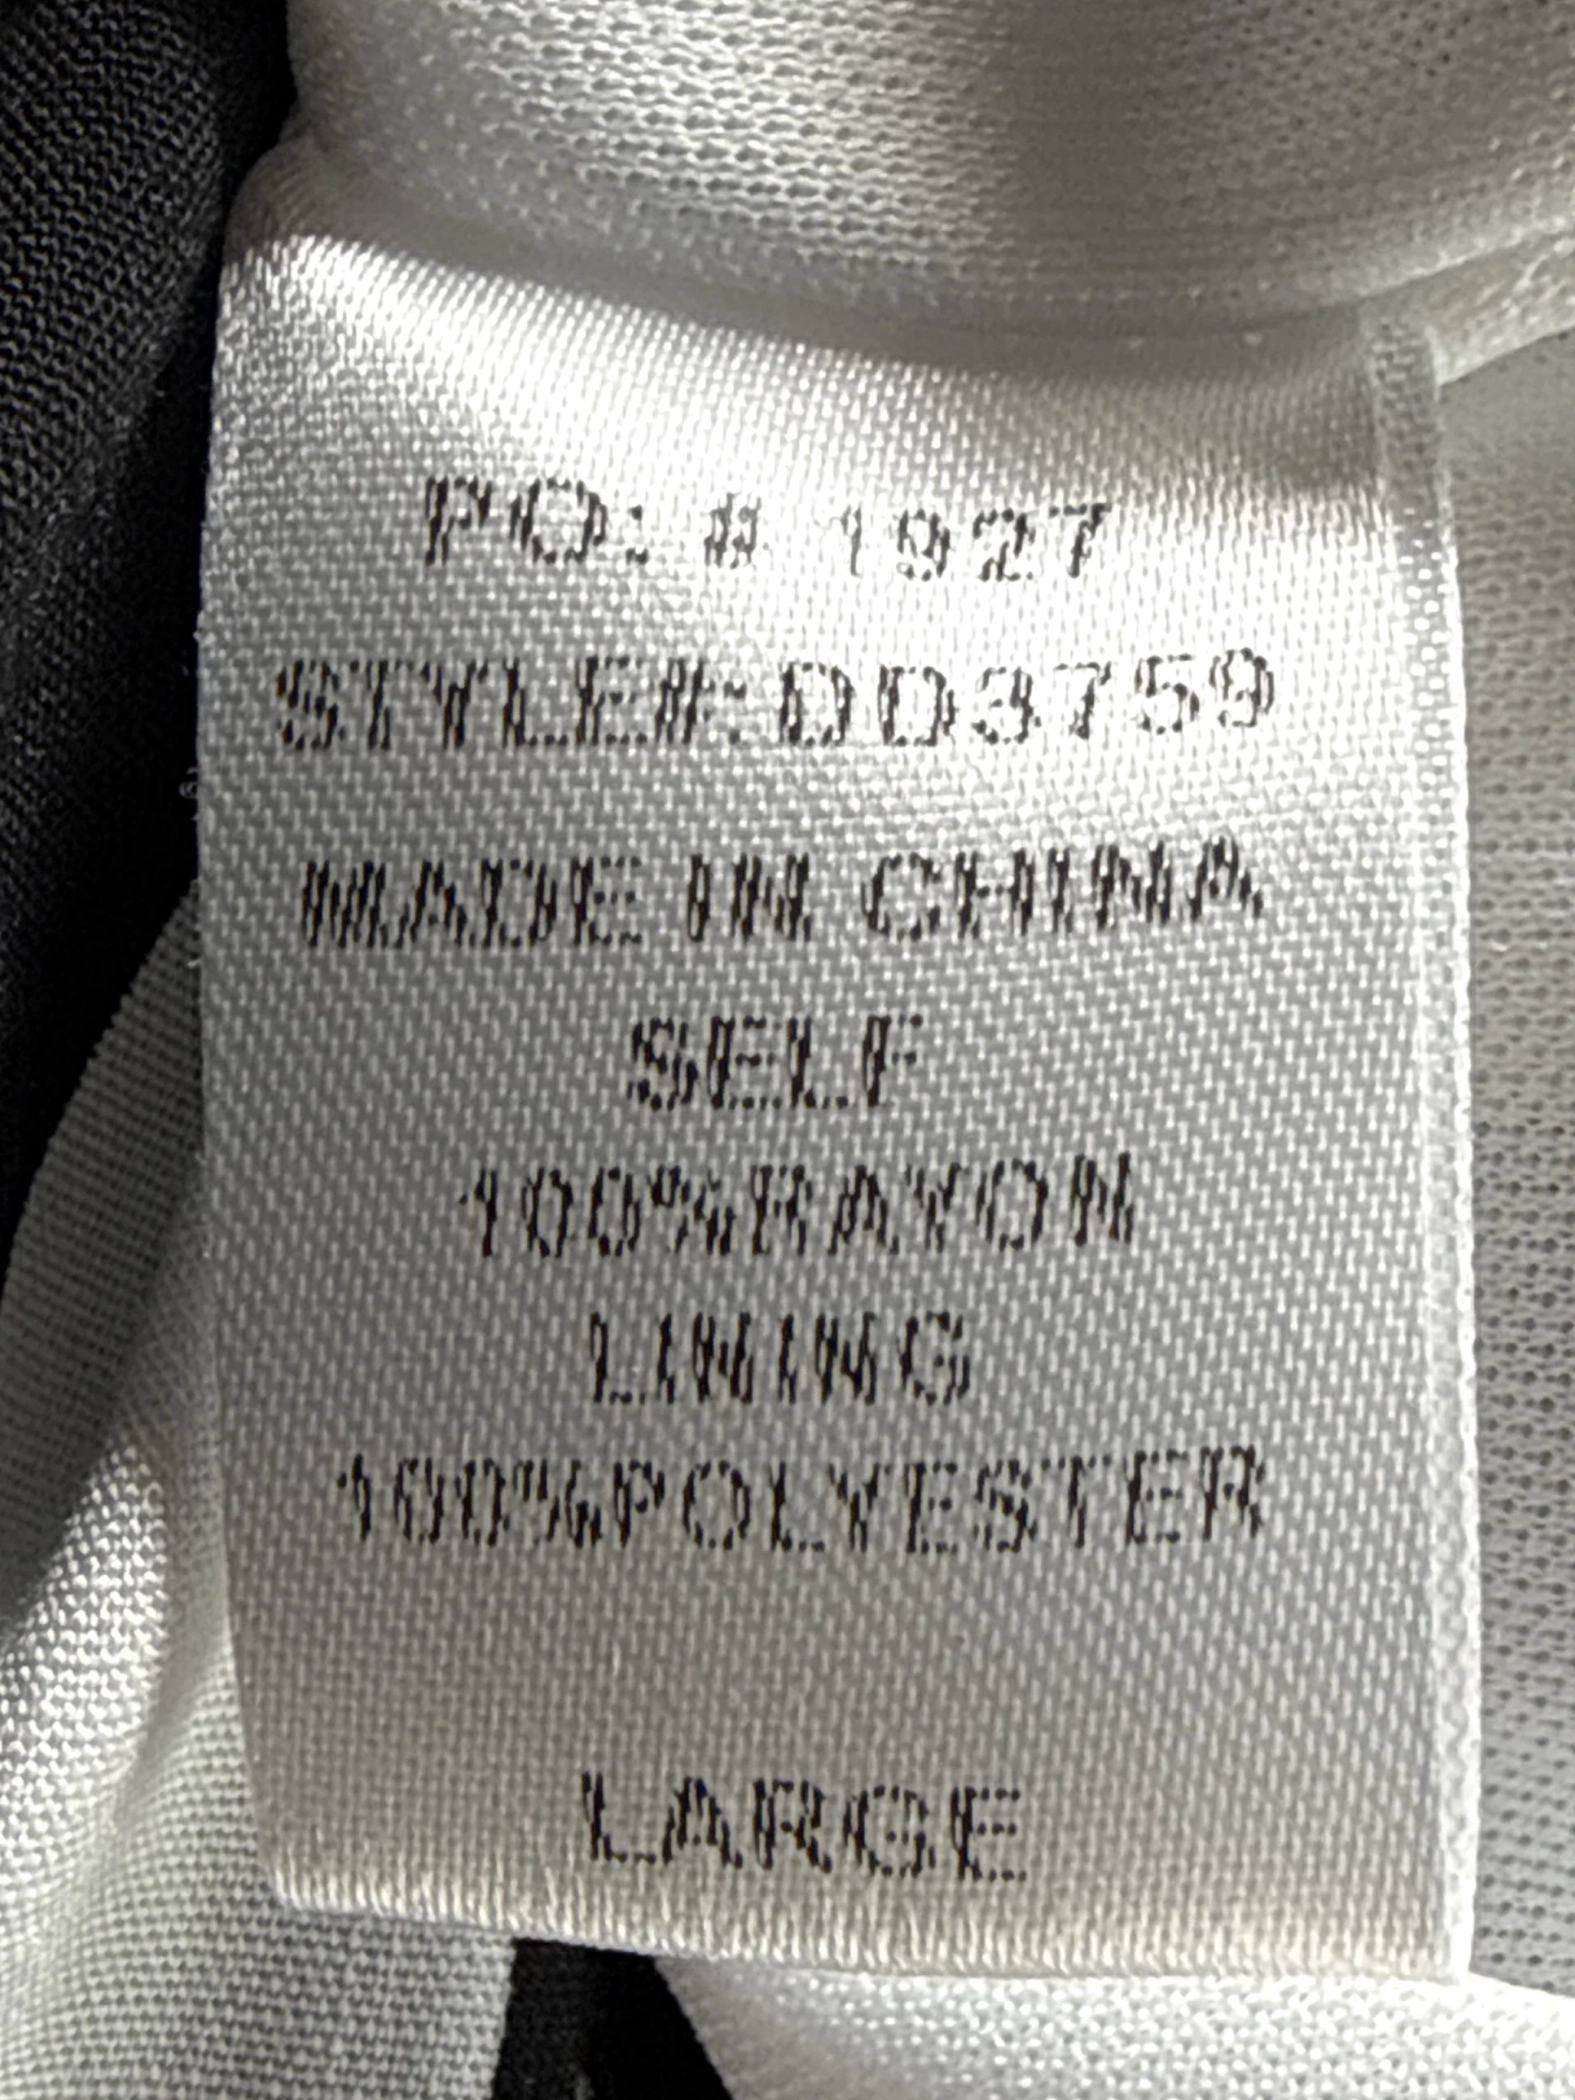 PO: # 1927
STYLE#:DD3759
MADE IN CHINA
SELF
100%RAYON
LINING
100%POLYESTER
LARGE